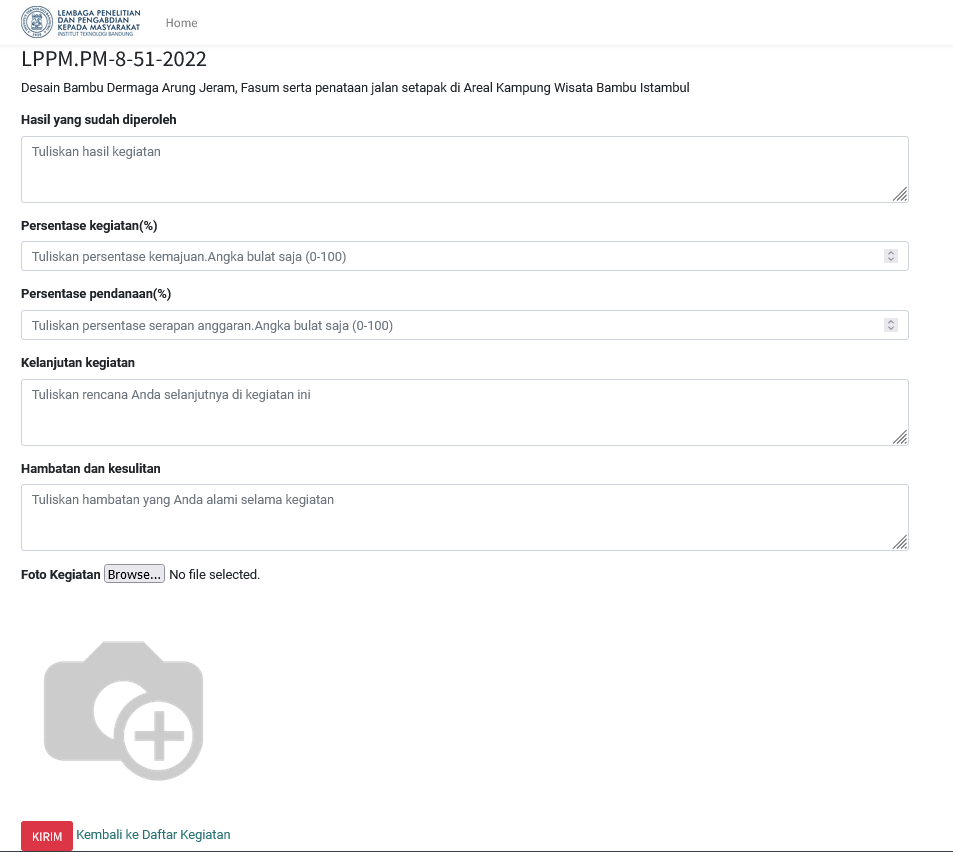 LEMBAGA PENELITIAN
DAN PENGABDIAN
KEPADA MASYARAKAT
INSTITUT TEKNOLOGI BANDUNG
Home
LPPM.PM-8-51-2022
Desain Bambu Dermaga Arung Jeram, Fasum serta penataan jalan setapak di Areal Kampung Wisata Bambu Istambul
Hasil yang sudah diperoleh
Tuliskan hasil kegiatan
Persentase kegiatan(%)
Tuliskan persentase kemajuan.Angka bulat saja (0-100)
Persentase pendanaan(%)
Tuliskan persentase serapan anggaran.Angka bulat saja (0-100)
Kelanjutan kegiatan
Tuliskan rencana Anda selanjutnya di kegiatan ini
Hambatan dan kesulitan
Tuliskan hambatan yang Anda alami selama kegiatan
Foto Kegiatan Browse... No file selected.
KIRIM Kembali ke Daftar Kegiatan